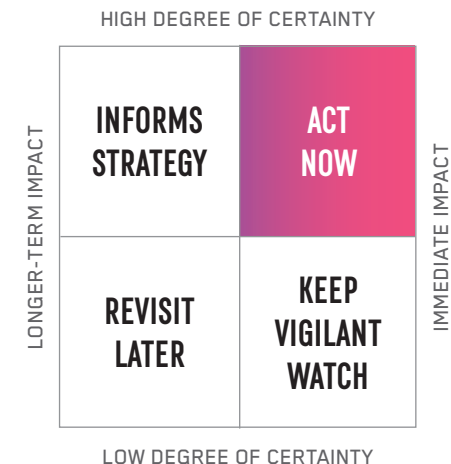 HIGH DEGREE OF CERTAINTY
LONGER-TERM IMPACT
INFORMS
STRATEGY
ACT
NOW
IMMEDIATE IMPACT
REVISIT
LATER
KEEP
VIGILANT
WATCH
LOW DEGREE OF CERTAINTY